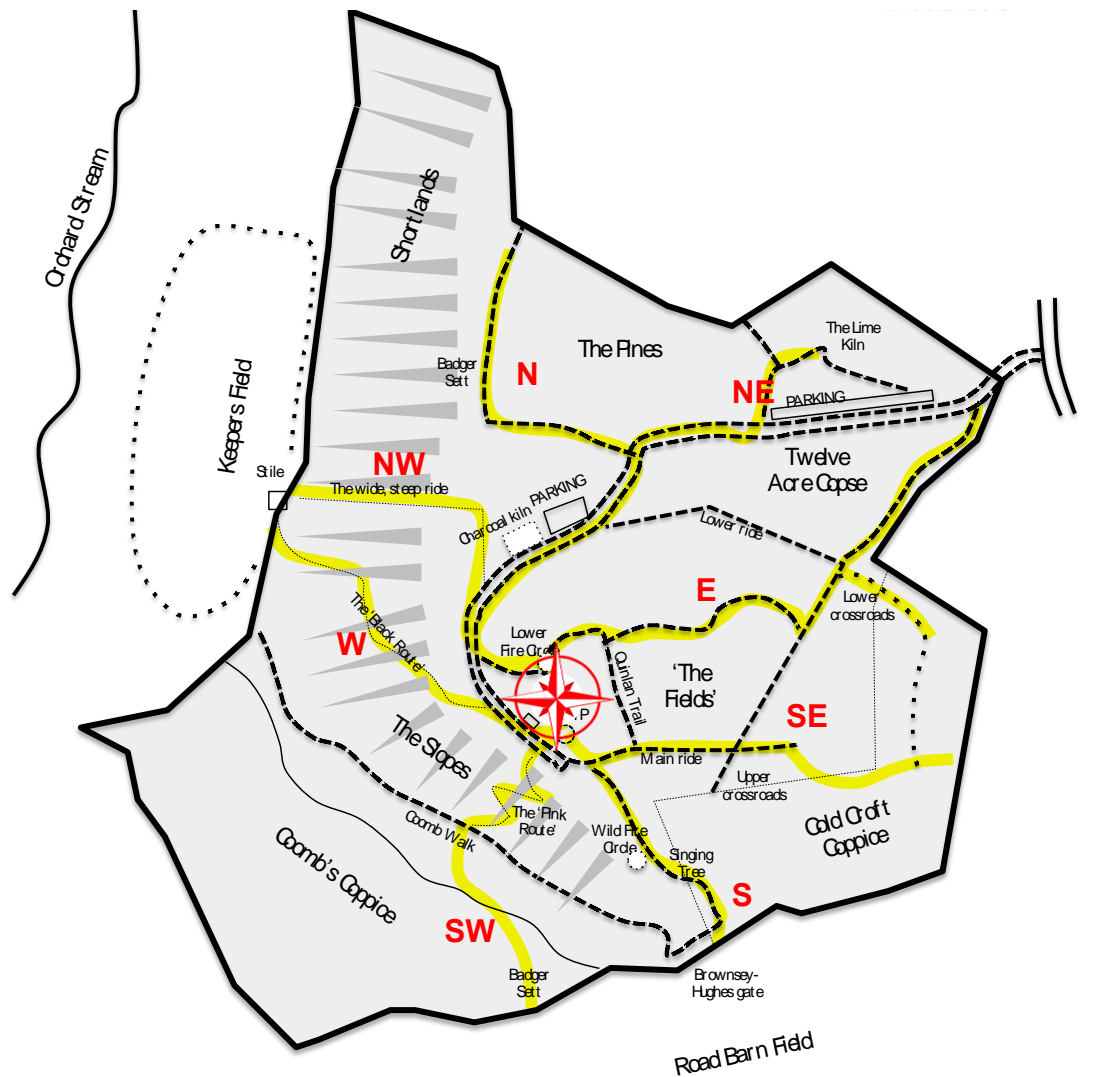 Orchard Stream
Shortlands
Keepers Field
The Pines
The Lime
Kiln
Badger
Sett
N
NE
PARKING
Twelve
Acre Copse
NW
Stile
The wide, steep ride
PARKING
Charcoal kiln
Lower ride
E
Lower
crossroads
The 'Black Route'
W
Lower
Quinlan Trail
'The
Fields'
P
SE
Main ride
The Slopes
Upper
crossroads
The 'Pink
Route'
Coomb Walk
Wild Fire
Circle
Cold Croft
Coppice
Singing
Tree
Coomb's Coppice
S
SW
Badger
Sett
Brownsey-
Hughes gate
Road Barn Field